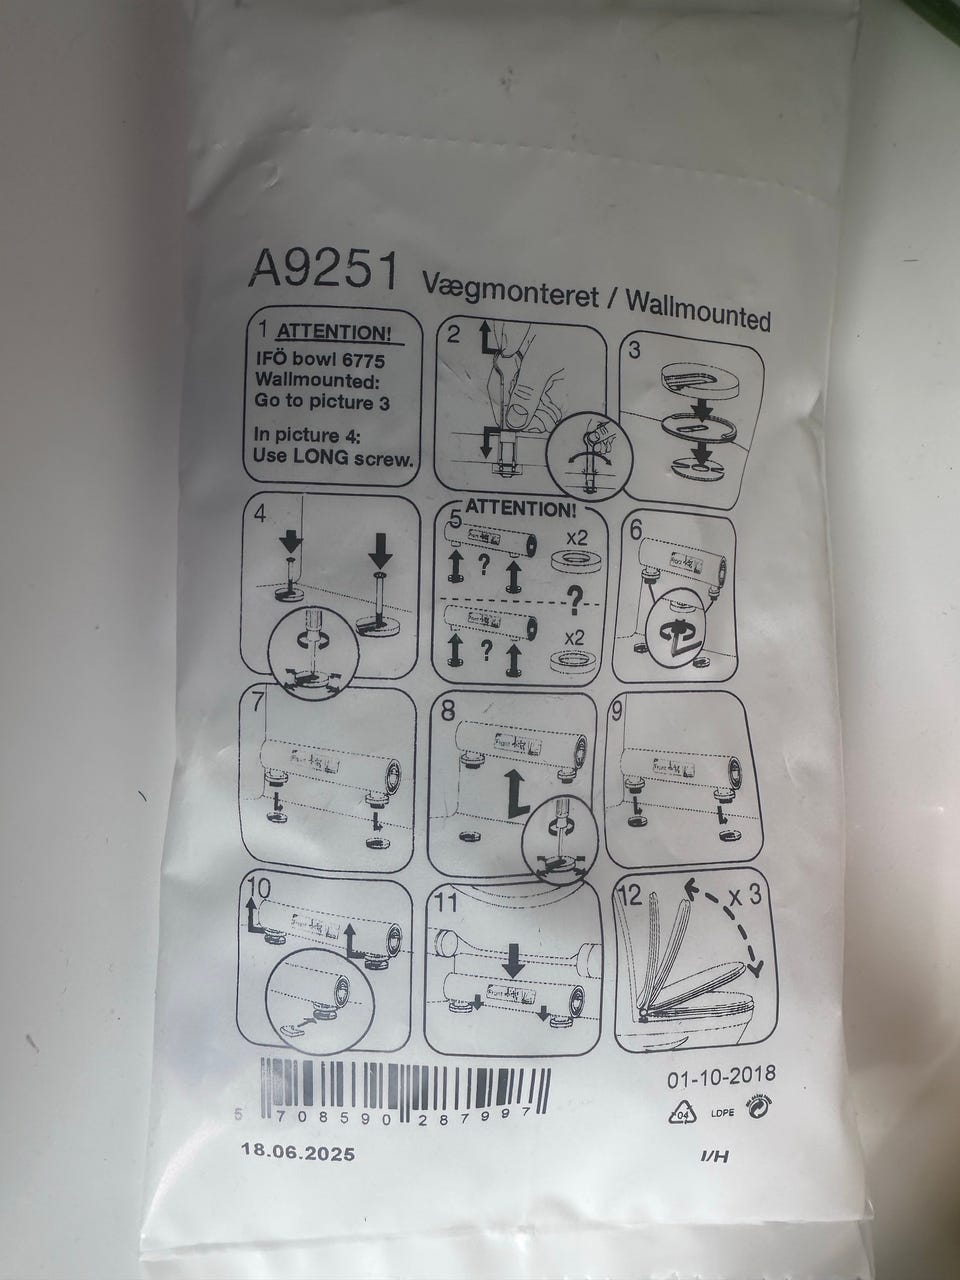 A9251 Vægmonteret / Wallmounted
1 ATTENTION!
IFÖ bowl 6775
Wallmounted:
Go to picture 3
In picture 4:
Use LONG screw.
2
3
4
5 ATTENTION!
x2
?
?
x2
?
6
7
8
9
10
11
12
x 3
5 708590 287997
01-10-2018
04
LDPE
18.06.2025
I/H